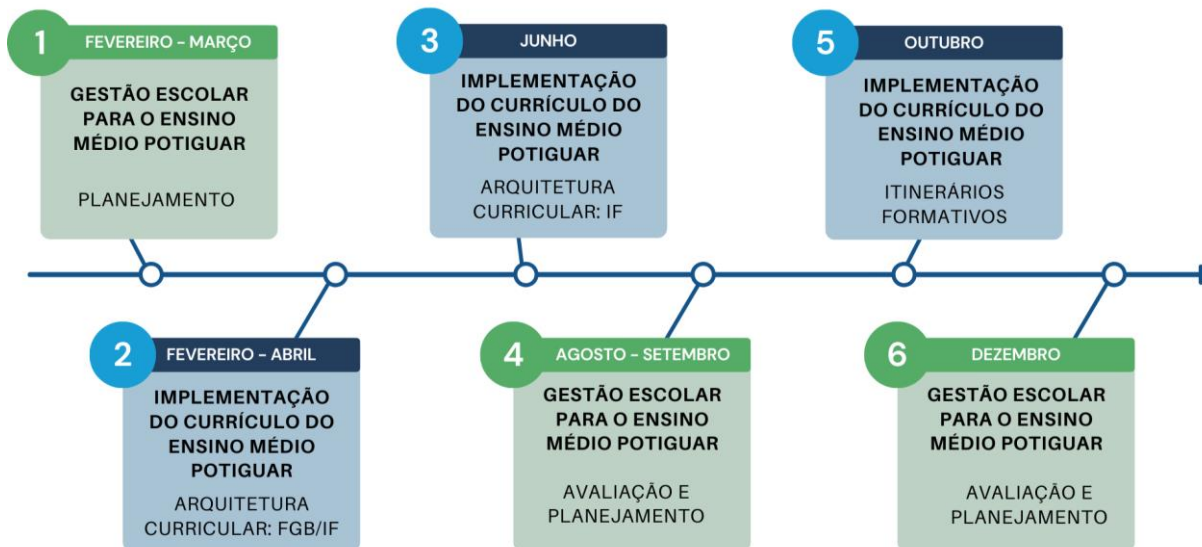 1
FEVEREIRO – MARÇO
GESTÃO ESCOLAR
PARA O ENSINO
MÉDIO POTIGUAR
PLANEJAMENTO
2
FEVEREIRO – ABRIL
IMPLEMENTAÇÃO
DO CURRÍCULO DO
ENSINO MÉDIO
POTIGUAR
ARQUITETURA
CURRICULAR: FGB/IF
3
JUNHO
IMPLEMENTAÇÃO
DO CURRÍCULO DO
ENSINO MÉDIO
POTIGUAR
ARQUITETURA
CURRICULAR: IF
4
AGOSTO – SETEMBRO
GESTÃO ESCOLAR
PARA O ENSINO
MÉDIO POTIGUAR
AVALIAÇÃO E
PLANEJAMENTO
5
OUTUBRO
IMPLEMENTAÇÃO
DO CURRÍCULO DO
ENSINO MÉDIO
POTIGUAR
ITINERÁRIOS
FORMATIVOS
6
DEZEMBRO
GESTÃO ESCOLAR
PARA O ENSINO
MÉDIO POTIGUAR
AVALIAÇÃO E
PLANEJAMENTO